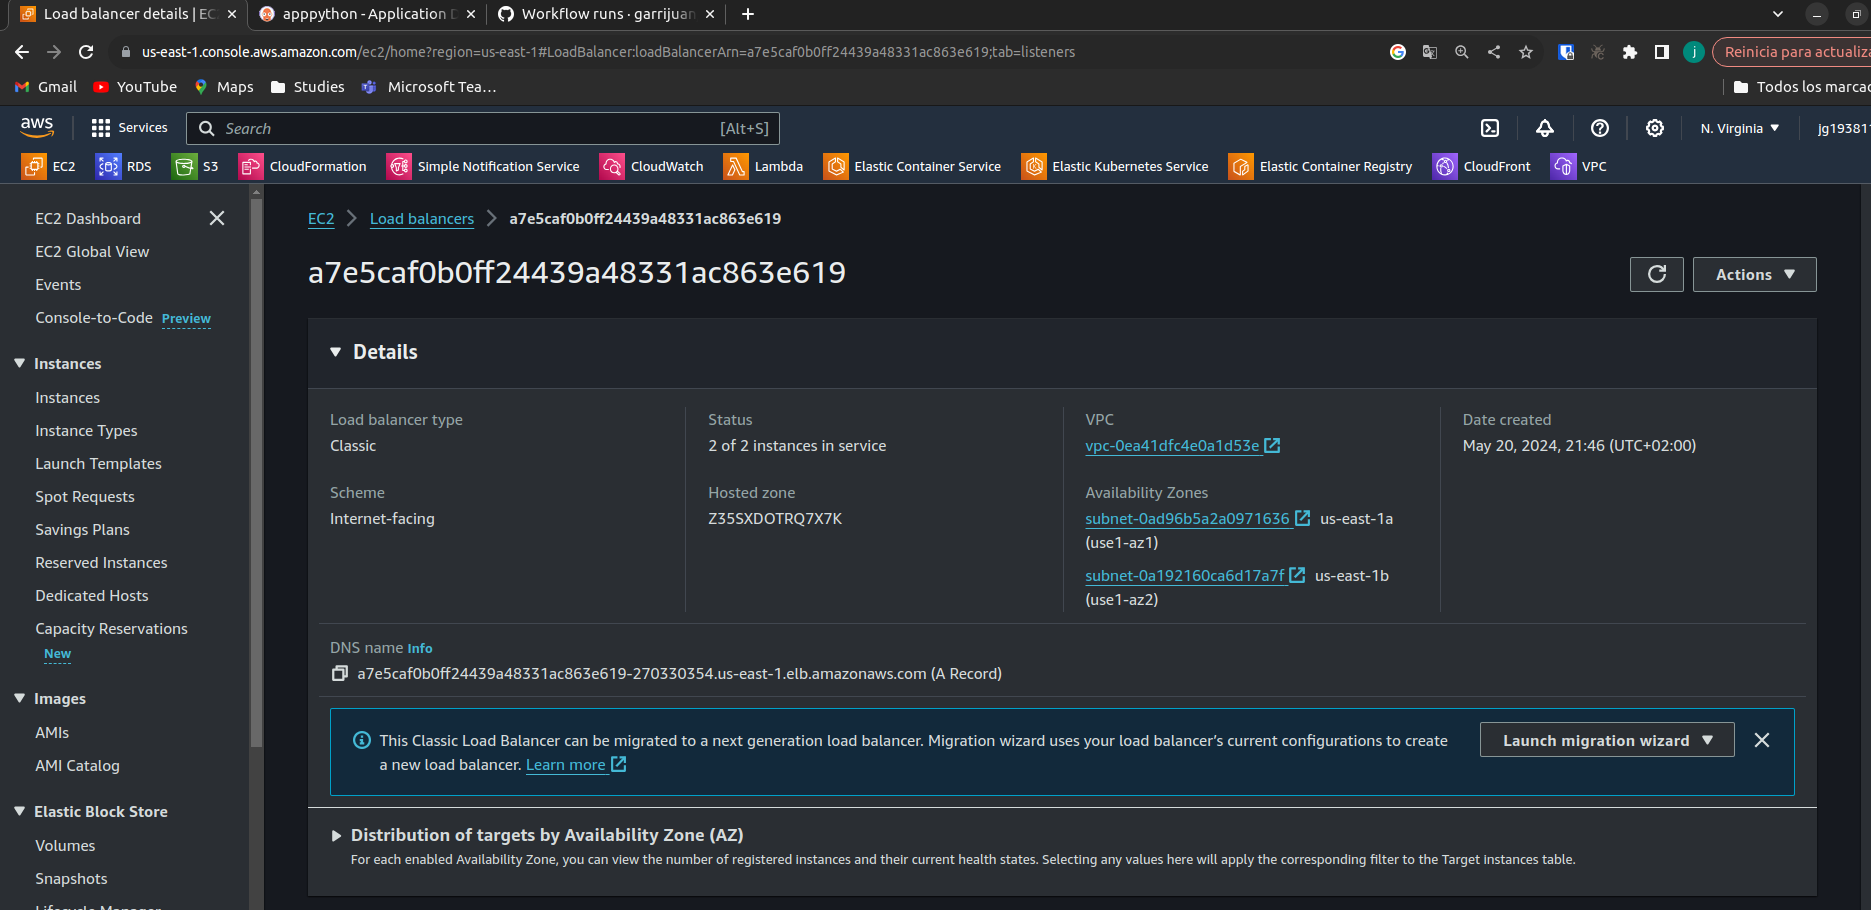 Load balancer details | EC
apppython - Application D
Workflow runs · garrijuan
us-east-1.console.aws.amazon.com/ec2/home?region=us-east-1#LoadBalancer:loadBalancerArn=a7e5caf0b0ff24439a48331ac863e619;tab=listeners
j
Reinicia para actualiza
Gmail
YouTube
Maps
Studies
Microsoft Tea…
Todos los marcad
aws
Services
Search
[Alt+S]
N. Virginia
jg19381
EC2
RDS
S3
CloudFormation
Simple Notification Service
CloudWatch
Lambda
Elastic Container Service
Elastic Kubernetes Service
Elastic Container Registry
CloudFront
VPC
EC2 Dashboard
EC2 Global View
Events
Console-to-Code Preview
Instances
Instances
Instance Types
Launch Templates
Spot Requests
Savings Plans
Reserved Instances
Dedicated Hosts
Capacity Reservations
New
Images
AMIs
AMI Catalog
Elastic Block Store
Volumes
Snapshots
Lifecycle Manager
EC2
Load balancers
a7e5caf0b0ff24439a48331ac863e619
a7e5caf0b0ff24439a48331ac863e619
Actions
Details
Load balancer type
Classic
Scheme
Internet-facing
Status
2 of 2 instances in service
Hosted zone
Z35SXDOTRQ7X7K
VPC
vpc-0ea41dfc4e0a1d53e
Availability Zones
subnet-0ad96b5a2a0971636 us-east-1a
(use1-az1)
subnet-0a192160ca6d17a7f us-east-1b
(use1-az2)
Date created
May 20, 2024, 21:46 (UTC+02:00)
DNS name Info
a7e5caf0b0ff24439a48331ac863e619-270330354.us-east-1.elb.amazonaws.com (A Record)
This Classic Load Balancer can be migrated to a next generation load balancer. Migration wizard uses your load balancer's current configurations to create
a new load balancer. Learn more
Launch migration wizard
Distribution of targets by Availability Zone (AZ)
For each enabled Availability Zone, you can view the number of registered instances and their current health states. Selecting any values here will apply the corresponding filter to the Target instances table.